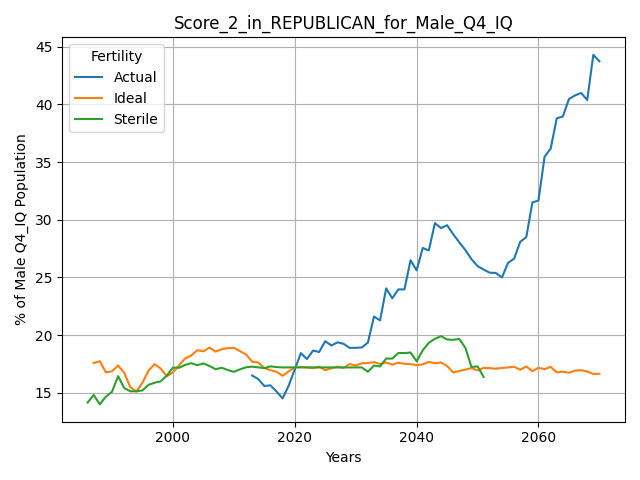 Score_2_in_REPUBLICAN_for_Male_Q4_IQ
% of Male Q4_IQ Population
45
40
35
30
25
20
15
Fertility
Actual
Ideal
Sterile
2000
2020
2040
2060
Years